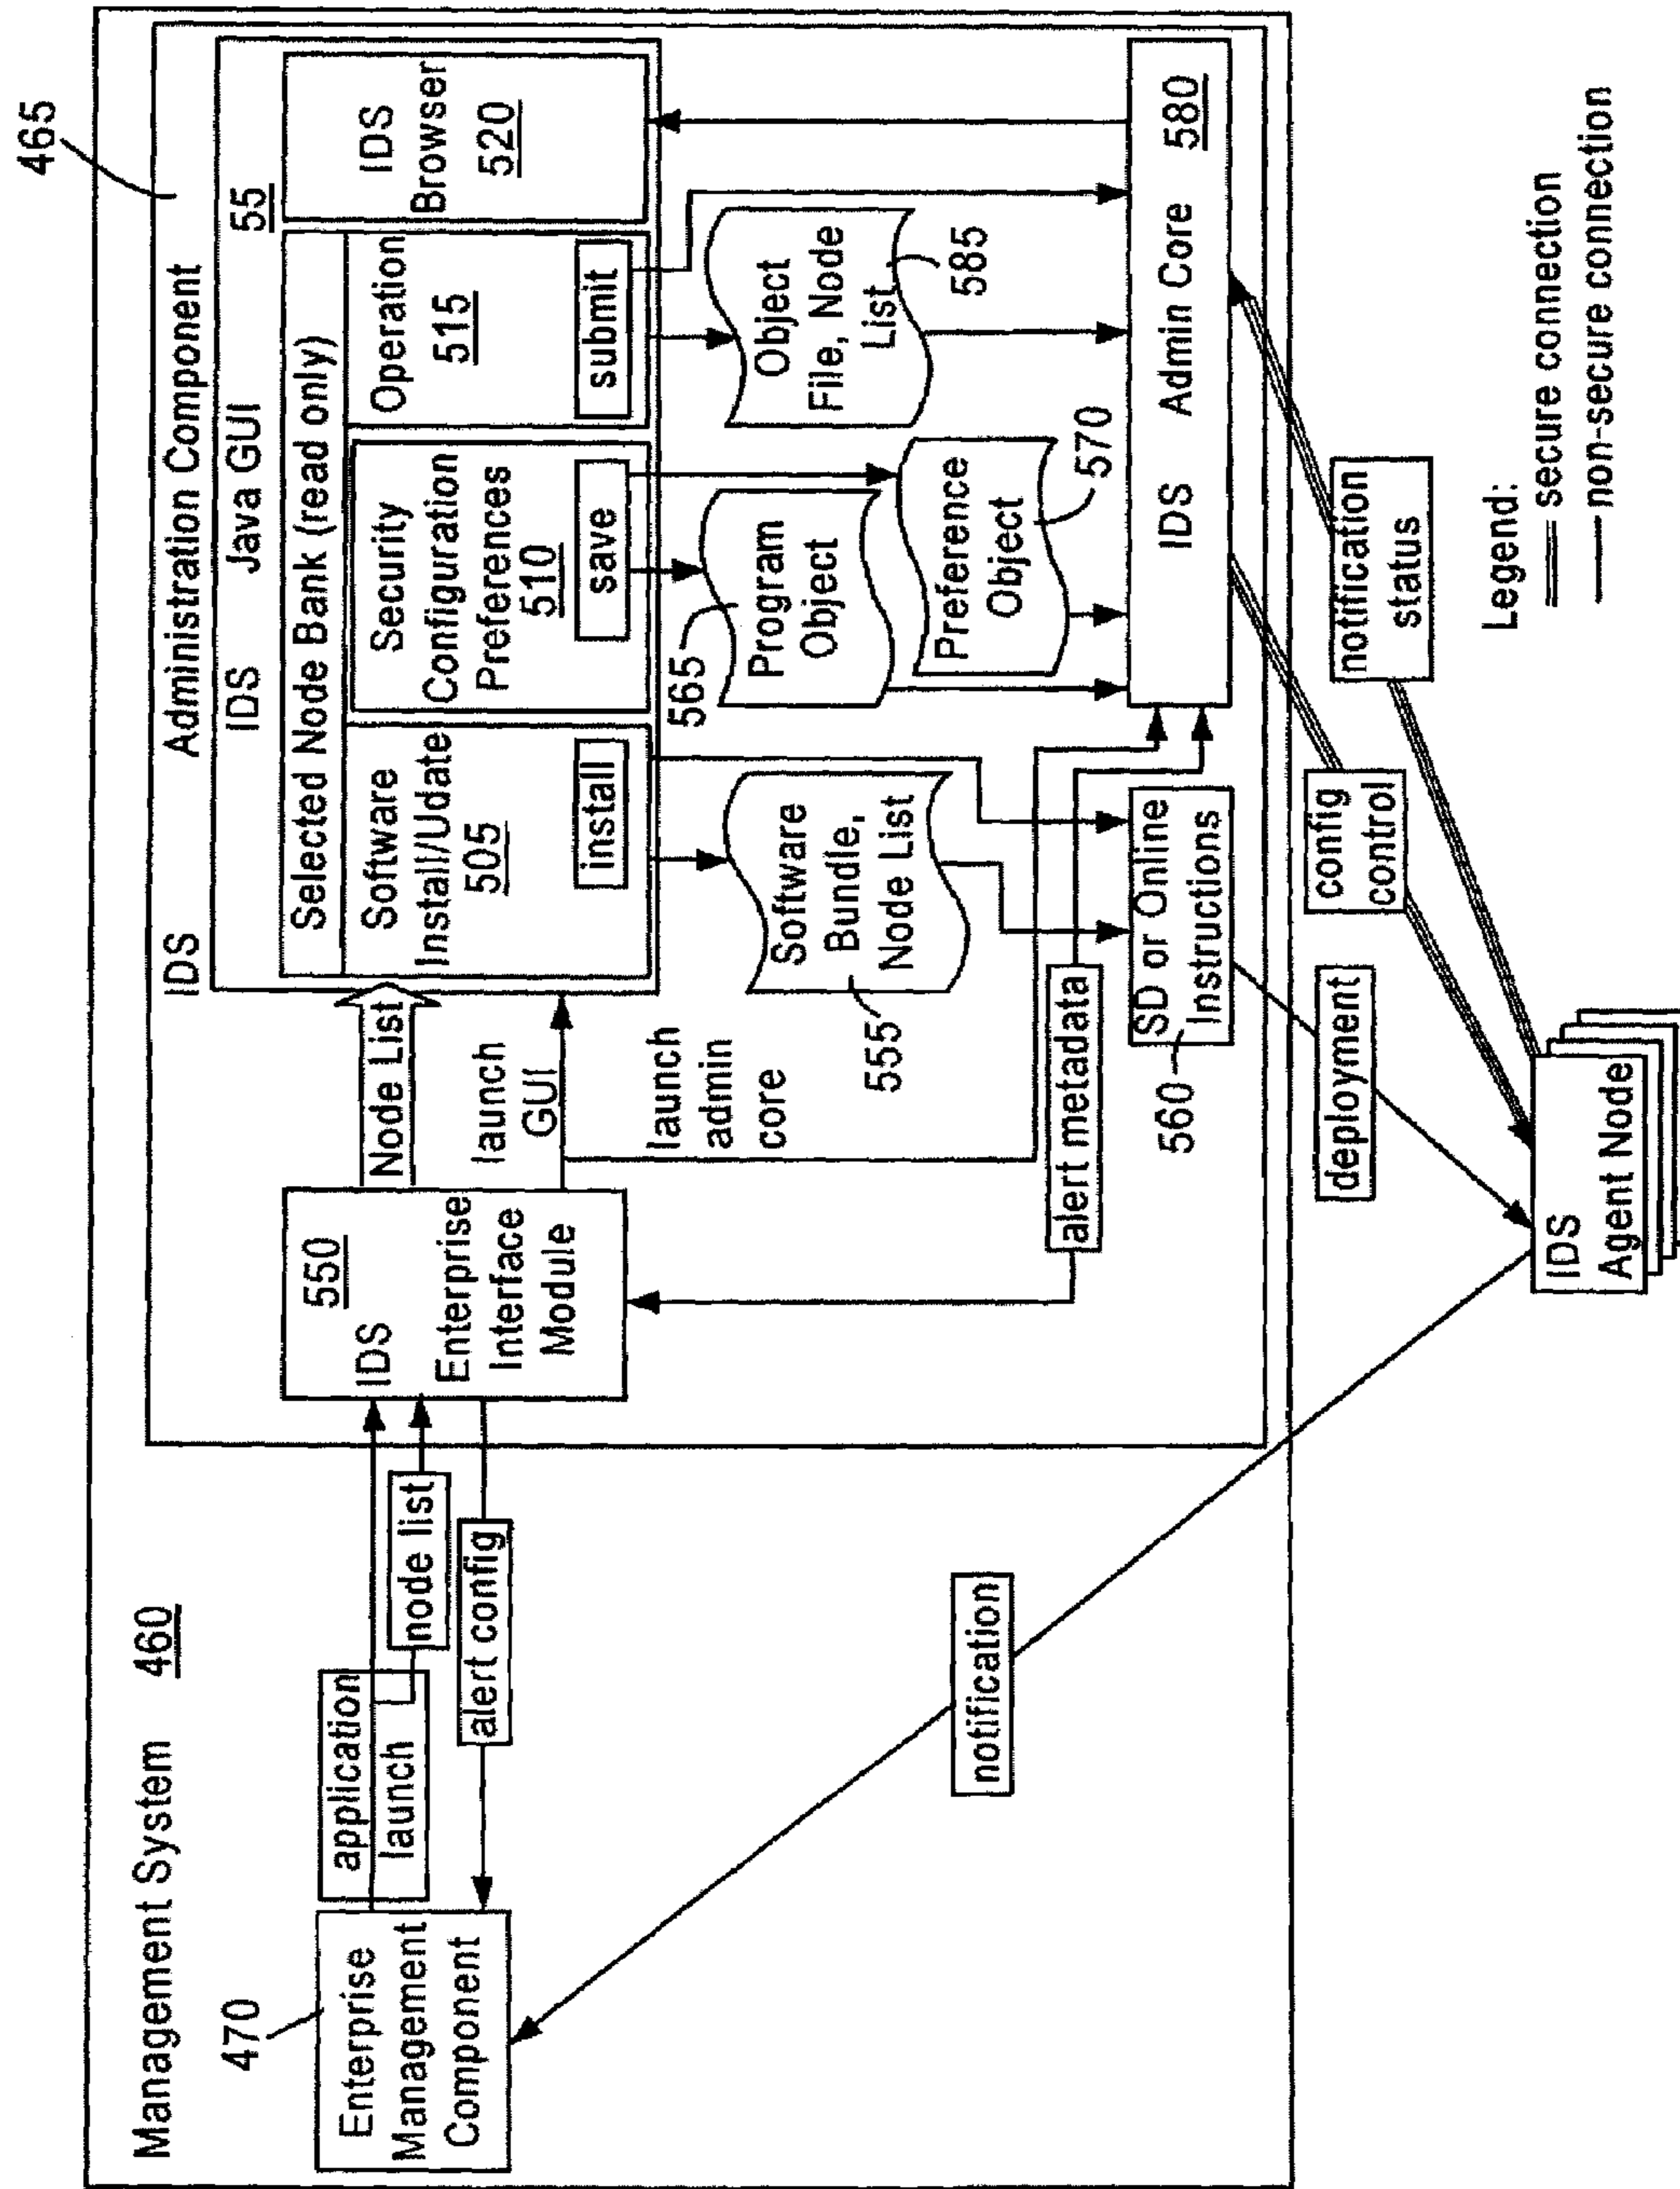 Management System 460
465
IDS Administration Component
IDS Java GUI 55
Selected Node Bank (read only)
Software
Install/Udate
505
install
Security
Configuration
Preferences
510
save
Operation
515
submit
IDS
Browser
520
470
Enterprise
Management
Component
application
launch
node list
alert config
550
IDS
Enterprise
Interface
Module
Node List
launch
GUI
launch
admin
core
Software
Bundle,
Node List
555
565
Program
Object
Preference
Object
570
Object
File, Node
List
585
alert metadata
SD or Online
Instructions
560
IDS Admin Core 580
notification
deployment
config
control
notification
status
IDS
Agent Node
Legend:
secure connection
non-secure connection